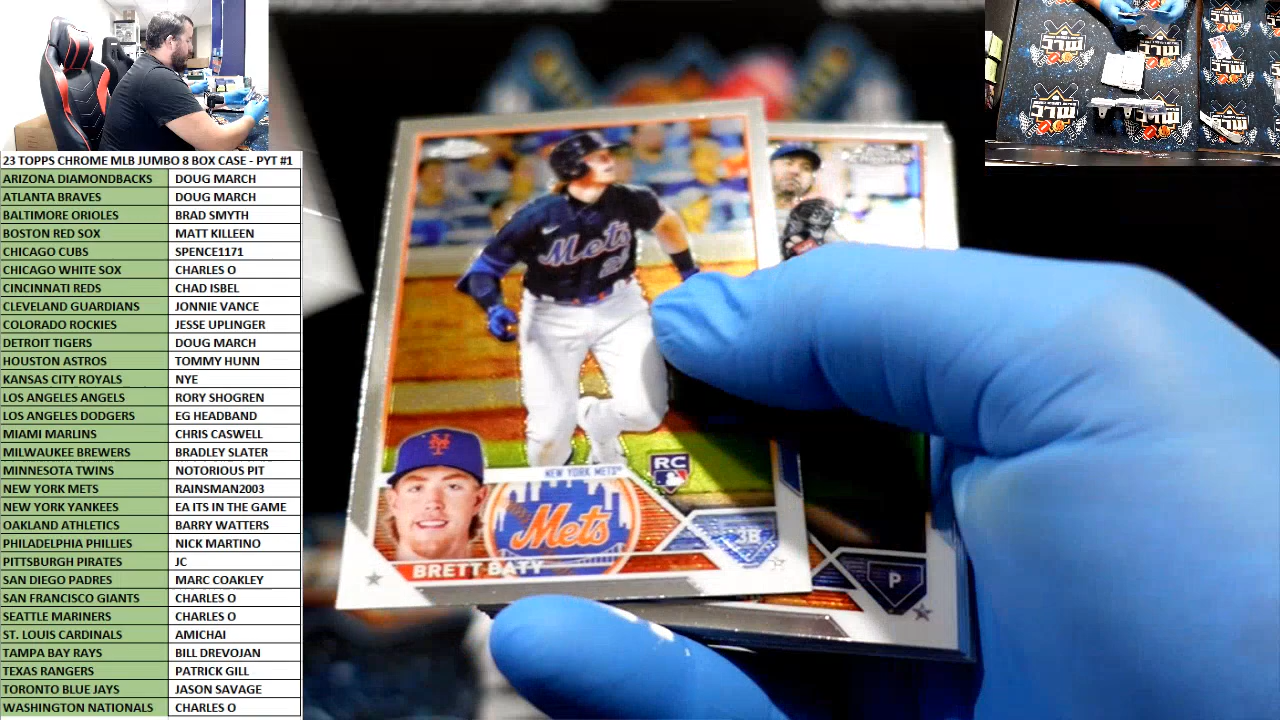 23 TOPPS CHROME MLB JUMBO 8 BOX CASE - PYT #1
ARIZONA DIAMONDBACKS DOUG MARCH
ATLANTA BRAVES DOUG MARCH
BALTIMORE ORIOLES BRAD SMYTH
BOSTON RED SOX MATT KILLEEN
CHICAGO CUBS SPENCE1171
CHICAGO WHITE SOX CHARLES O
CINCINNATI REDS CHAD ISBEL
CLEVELAND GUARDIANS JONNIE VANCE
COLORADO ROCKIES JESSE UPLINGER
DETROIT TIGERS DOUG MARCH
HOUSTON ASTROS TOMMY HUNN
KANSAS CITY ROYALS NYE
LOS ANGELES ANGELS RORY SHOGREN
LOS ANGELES DODGERS EG HEADBAND
MIAMI MARLINS CHRIS CASWELL
MILWAUKEE BREWERS BRADLEY SLATER
MINNESOTA TWINS NOTORIOUS PIT
NEW YORK METS RAINSMAN2003
NEW YORK YANKEES EA ITS IN THE GAME
OAKLAND ATHLETICS BARRY WATTERS
PHILADELPHIA PHILLIES NICK MARTINO
PITTSBURGH PIRATES JC
SAN DIEGO PADRES MARC COAKLEY
SAN FRANCISCO GIANTS CHARLES O
SEATTLE MARINERS CHARLES O
ST. LOUIS CARDINALS AMICHAI
TAMPA BAY RAYS BILL DREVOJAN
TEXAS RANGERS PATRICK GILL
TORONTO BLUE JAYS JASON SAVAGE
WASHINGTON NATIONALS CHARLES O
Mets
RC
NEW YORK METS
Mets
3B
BRETT BATY
Chrome
P